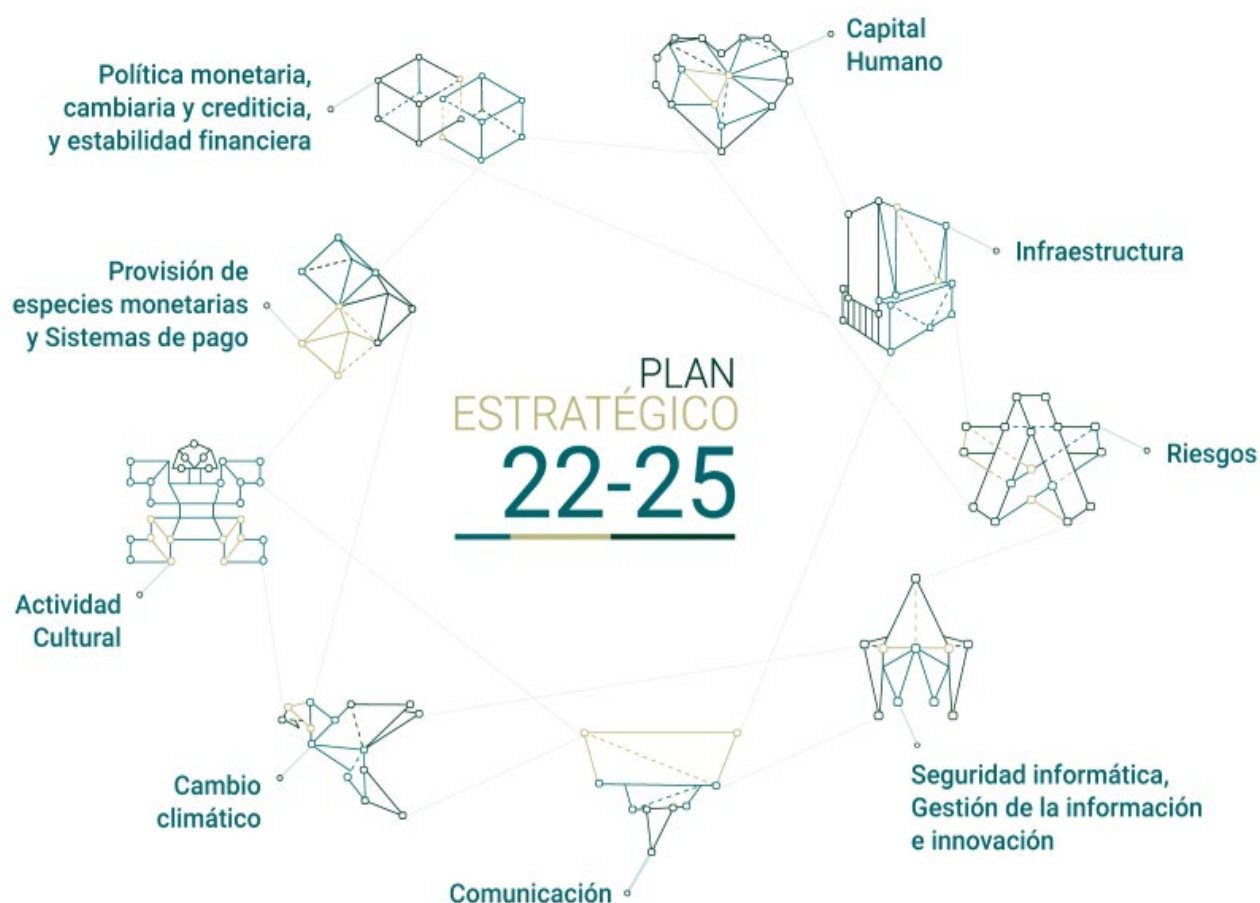 Política monetaria,
cambiaria y crediticia,
y estabilidad financiera
Capital
Humano
Infraestructura
Provisión de
especies monetarias
y Sistemas de pago
PLAN
ESTRATÉGICO
22-25
Riesgos
Actividad
Cultural
Cambio
climático
Seguridad informática,
Gestión de la información
e innovación
Comunicación